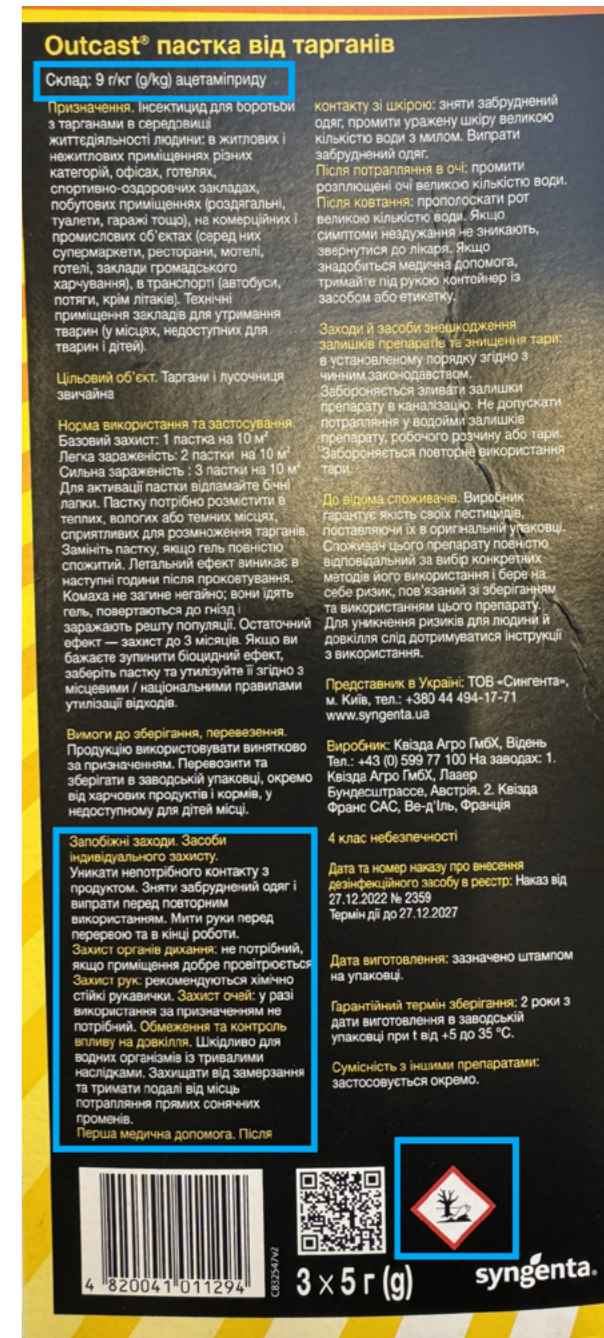 Outcast® пастка від тарганів
Склад: 9 г/кг (g/kg) ацетаміприду
Призначення. Інсектицид для боротьби
з тарганами в середовищі
життєдіяльності людини: в житлових і
нежитлових приміщеннях різних
категорій, офісах, готелях,
спортивно-оздоровчих закладах,
побутових приміщеннях (роздягальні,
туалети, гаражі тощо), на комерційних і
промислових об'єктах (серед них
супермаркети, ресторани, мотелі,
готелі, заклади громадського
харчування), в транспорті (автобуси,
потяги, крім літаків). Технічні
приміщення закладів для утримання
тварин (у місцях, недоступних для
тварин і дітей)
Цільовий об'єкт. Таргани і лусочниця
звичайна
Норма використання та застосування.
Базовий захист: 1 пастка на 10 м²
Легка зараженість: 2 пастки на 10 м²
Сильна зараженість : 3 пастки на 10 м²
Для активації пастки відламайте бічні
лапки. Пастку потрібно розмістити в
теплих, вологих або темних місцях,
сприятливих для розмноження тарганів.
Замініть пастку, якщо гель повністю
спожитий. Летальний ефект виникає в
наступні години після проковтування.
Комаха не загине негайно; вони їдять
гель, повертаються до гнізд і
заражають решту популяції. Остаточний
ефект — захист до 3 місяців. Якщо ви
бажаєте зупинити біоцидний ефект,
заберіть пастку та утилізуйте її згідно з
місцевими / національними правилами
утилізації відходів.
Вимоги до зберігання, перевезення.
Продукцію використовувати винятково
за призначенням. Перевозити та
зберігати в заводській упаковці, окремо
від харчових продуктів і кормів, у
недоступному для дітей місці.
Запобіжні заходи. Засоби
індивідуального захисту.
Уникати непотрібного контакту з
продуктом. Зняти забруднений одяг і
випрати перед повторним
використанням. Мити руки перед
перервою та в кінці роботи.
Захист органів дихання: не потрібний,
якщо приміщення добре провітрюється
Захист рук: рекомендуються хімічно
стійкі рукавички. Захист очей: у разі
використання за призначенням не
потрібний. Обмеження та контроль
впливу на довкілля. Шкідливо для
водних організмів із тривалими
наслідками. Захищати від замерзання
та тримати подалі від місць
потрапляння прямих сонячних
променів.
Перша медична допомога. Після
контакту зі шкірою: зняти забруднений
одяг, промити уражену шкіру великою
кількістю води з милом. Випрати
забруднений одяг.
Після потрапляння в очі: промити
розплющені очі великою кількістю води.
Після ковтання: прополоскати рот
великою кількістю води. Якщо
симптоми нездужання не зникають,
звернутися до лікаря. Якщо
знадобиться медична допомога,
тримайте під рукою контейнер із
засобом або етикетку.
Заходи й засоби знешкодження
залишків препаратів та знищення тари:
в установленому порядку згідно з
чинним законодавством.
Забороняється зливати залишки
препарату в каналізацію. Не допускати
потрапляння у водойми залишків
препарату, робочого розчину або тари.
Забороняється повторне використання
тари.
До відома споживачів. Виробник
гарантує якість своїх пестицидів,
поставляючи їх в оригінальній упаковці.
Споживач цього препарату повністю
відповідальний за вибір конкретних
методів його використання і бере на
себе ризик, пов'язаний зі зберіганням
та використанням цього препарату.
Для уникнення ризиків для людини й
довкілля слід дотримуватися інструкції
з використання.
Представник в Україні: ТОВ «Сингента»,
м. Київ, тел.: +380 44 494-17-71
www.syngenta.ua
Виробник: Квізда Агро ГмбХ, Відень
Тел.: +43 (0) 599 77 100 На заводах: 1.
Квізда Агро ГмбХ, Лааер
Бундесштрассе, Австрія. 2. Квізда
Франс САС, Ве-д'Іль, Франція
4 клас небезпечності
Дата та номер наказу про внесення
дезінфекційного засобу в реєстр: Наказ від
27.12.2022 № 2359
Термін дії до 27.12.2027
Дата виготовлення: зазначено штампом
на упаковці.
Гарантійний термін зберігання: 2 роки з
дати виготовлення в заводській
упаковці при t від +5 до 35 °C.
Сумісність з іншими препаратами:
застосовується окремо.
4 820041 011294
C832547v2
3 × 5 г (g)
syngenta.